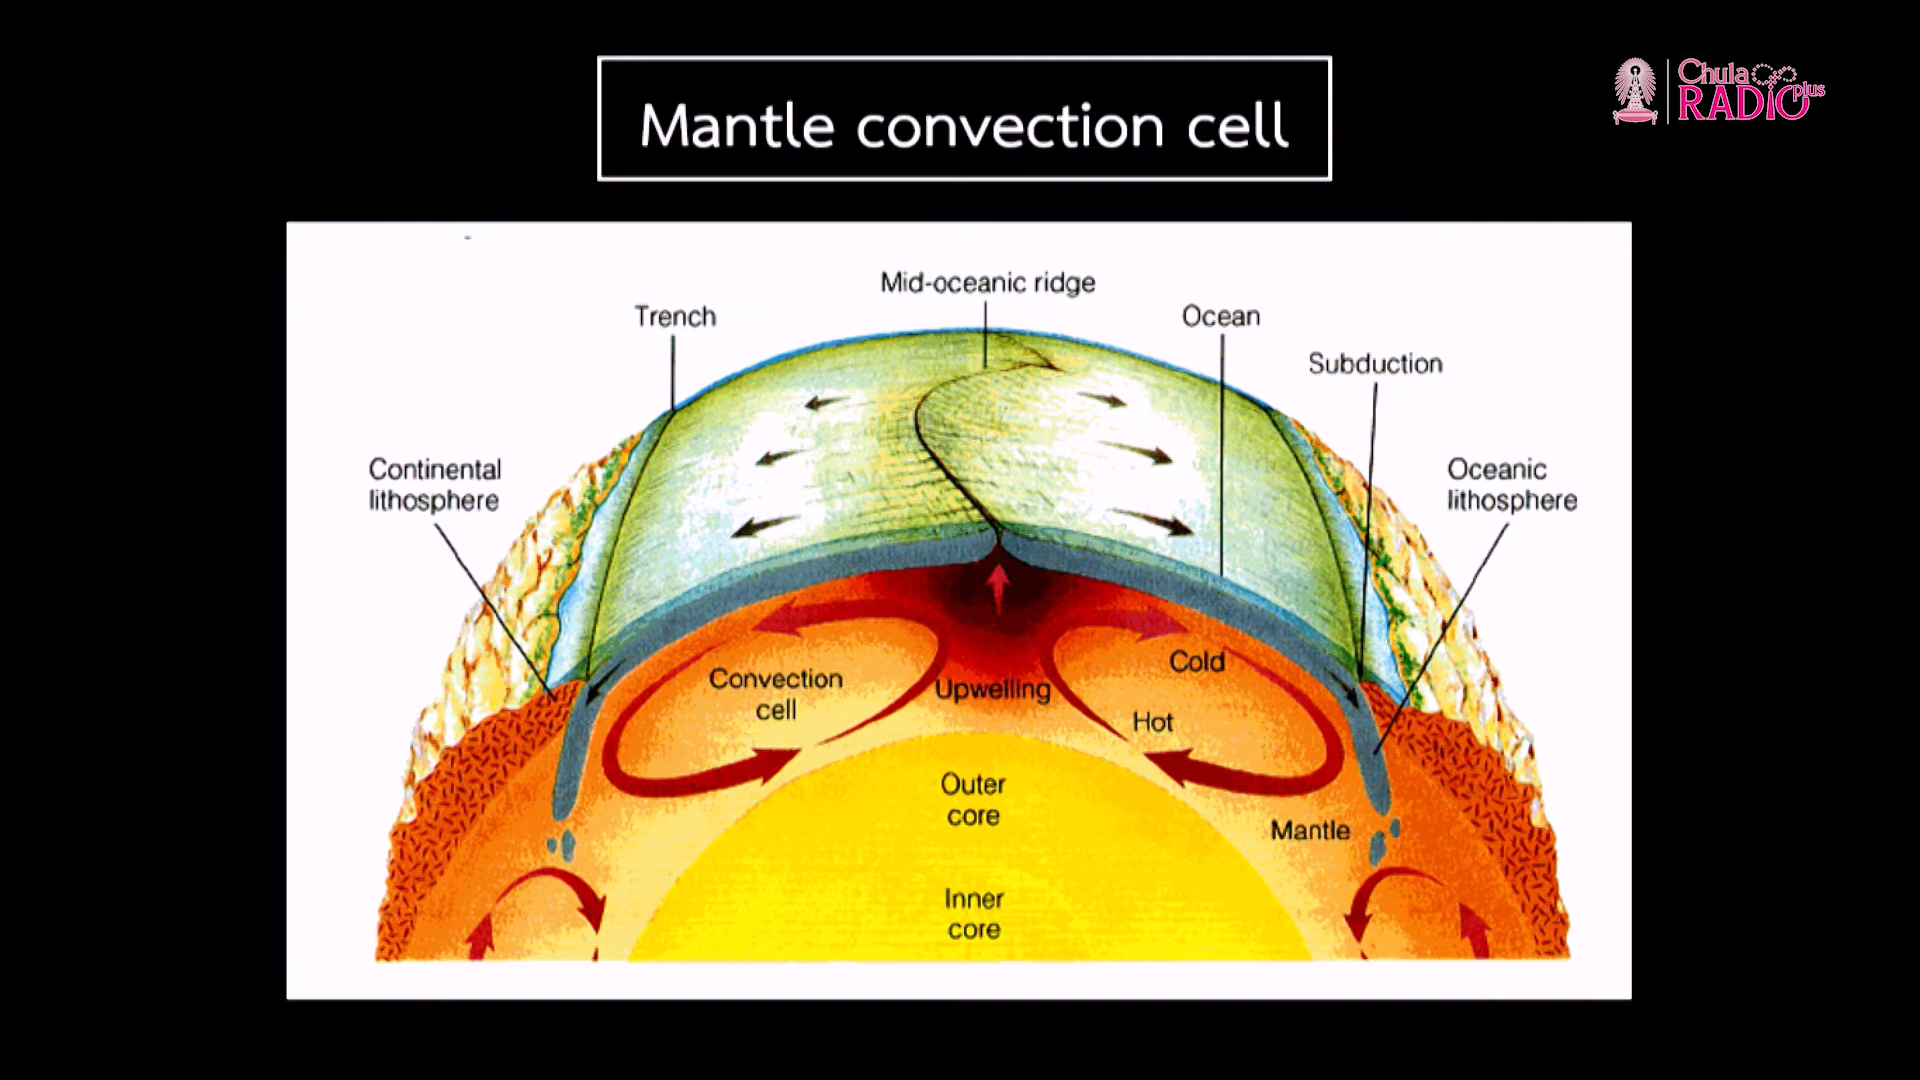 Mantle convection cell
Chula
RADIO plus
Mid-oceanic ridge
Trench
Ocean
Subduction
Continental
lithosphere
Oceanic
lithosphere
Convection
cell
Upwelling
Cold
Hot
Outer
core
Mantle
Inner
core